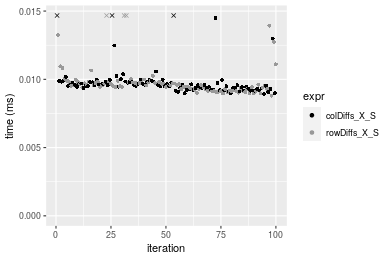 0.015
0.010
0.005
0.000
time (ms)
0
25
50
75
100
iteration
expr
colDiffs_X_S
rowDiffs_X_S